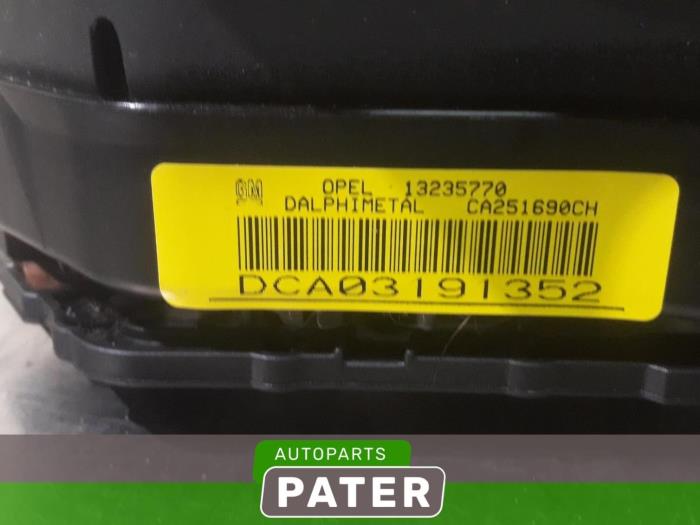 GM OPEL 13235770
DALPHIMETAL CA251690CH
DCA03191352
AUTOPARTS
PATER